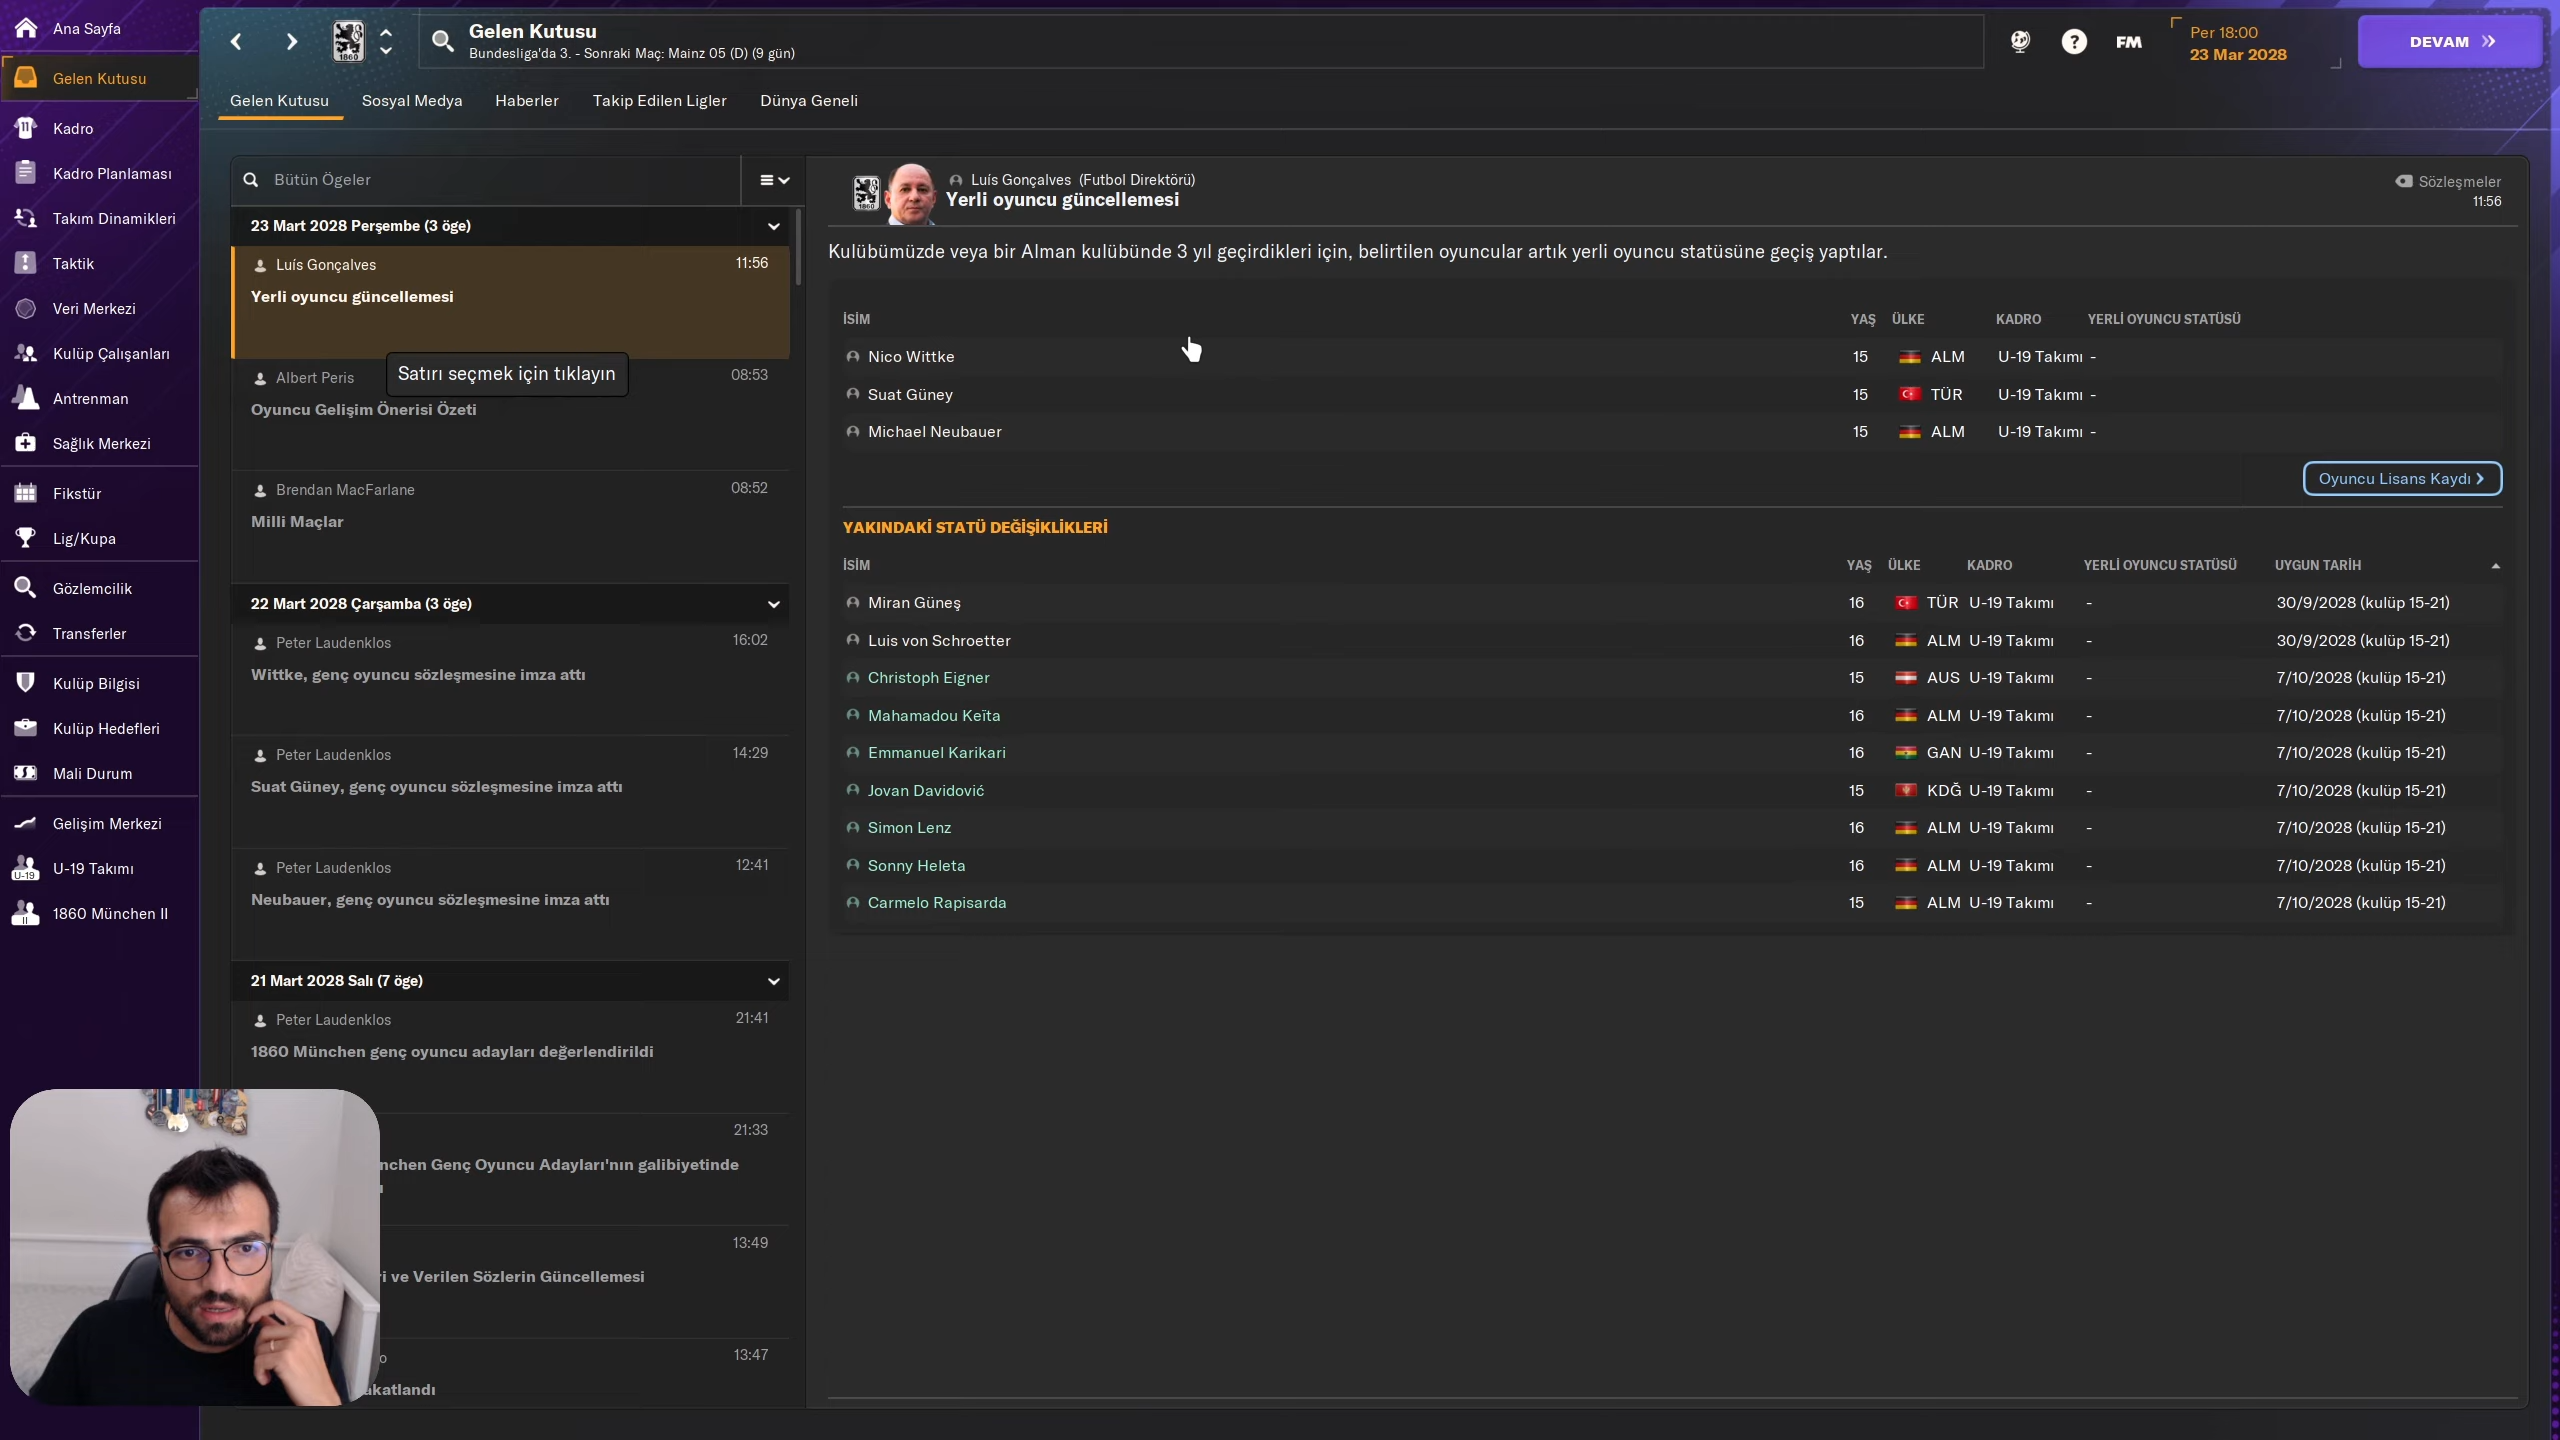 Ana Sayfa
Gelen Kutusu
Kadro
Kadro Planlaması
Takım Dinamikleri
Taktik
Veri Merkezi
Kulüp Çalışanları
Antrenman
Sağlık Merkezi
Fikstür
Lig/Kupa
Gözlemcilik
Transferler
Kulüp Bilgisi
Kulüp Hedefleri
Mali Durum
Gelişim Merkezi
U-19 Takımı
1860 München II
Gelen Kutusu
Bundesliga'da 3. - Sonraki Maç: Mainz 05 (D) (9 gün)
FM
Per 18:00
23 Mar 2028
DEVAM
Gelen Kutusu Sosyal Medya Haberler Takip Edilen Ligler Dünya Geneli
Bütün Ögeler
23 Mart 2028 Perşembe (3 öge)
Luís Gonçalves 11:56
Yerli oyuncu güncellemesi
Satırı seçmek için tıklayın
Albert Peris 08:53
Oyuncu Gelişim Önerisi Özeti
Brendan MacFarlane 08:52
Milli Maçlar
22 Mart 2028 Çarşamba (3 öge)
Peter Laudenklos 16:02
Wittke, genç oyuncu sözleşmesine imza attı
Peter Laudenklos 14:29
Suat Güney, genç oyuncu sözleşmesine imza attı
Peter Laudenklos 12:41
Neubauer, genç oyuncu sözleşmesine imza attı
21 Mart 2028 Salı (7 öge)
Peter Laudenklos 21:41
1860 München genç oyuncu adayları değerlendirildi
21:33
nchen Genç Oyuncu Adayları'nın galibiyetinde
13:49
ve Verilen Sözlerin Güncellemesi
13:47
akatlandı
Luís Gonçalves (Futbol Direktörü)
Yerli oyuncu güncellemesi
Sözleşmeler
11:56
Kulübümüzde veya bir Alman kulübünde 3 yıl geçirdikleri için, belirtilen oyuncular artık yerli oyuncu statüsüne geçiş yaptılar.
İSİM YAŞ ÜLKE KADRO YERLİ OYUNCU STATÜSÜ
Nico Wittke 15 ALM U-19 Takımı -
Suat Güney 15 TÜR U-19 Takımı -
Michael Neubauer 15 ALM U-19 Takımı -
Oyuncu Lisans Kaydı
YAKINDAKİ STATÜ DEĞİŞİKLİKLERİ
İSİM YAŞ ÜLKE KADRO YERLİ OYUNCU STATÜSÜ UYGUN TARİH
Miran Güneş 16 TÜR U-19 Takımı - 30/9/2028 (kulüp 15-21)
Luis von Schroetter 16 ALM U-19 Takımı - 30/9/2028 (kulüp 15-21)
Christoph Eigner 15 AUS U-19 Takımı - 7/10/2028 (kulüp 15-21)
Mahamadou Keïta 16 ALM U-19 Takımı - 7/10/2028 (kulüp 15-21)
Emmanuel Karikari 16 GAN U-19 Takımı - 7/10/2028 (kulüp 15-21)
Jovan Davidović 15 KDĞ U-19 Takımı - 7/10/2028 (kulüp 15-21)
Simon Lenz 16 ALM U-19 Takımı - 7/10/2028 (kulüp 15-21)
Sonny Heleta 16 ALM U-19 Takımı - 7/10/2028 (kulüp 15-21)
Carmelo Rapisarda 15 ALM U-19 Takımı - 7/10/2028 (kulüp 15-21)